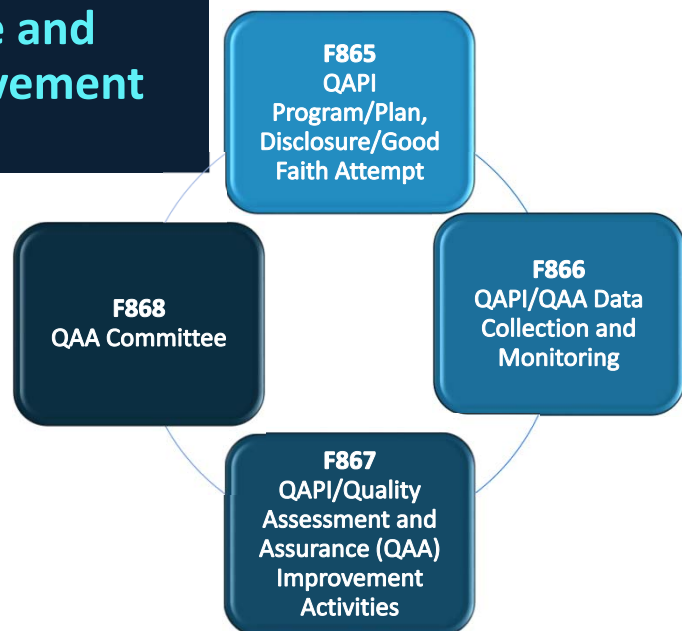 e and
vement
F865
QAPI
Program/Plan,
Disclosure/Good
Faith Attempt
F866
QAPI/QAA Data
Collection and
Monitoring
F868
QAA Committee
F867
QAPI/Quality
Assessment and
Assurance (QAA)
Improvement
Activities